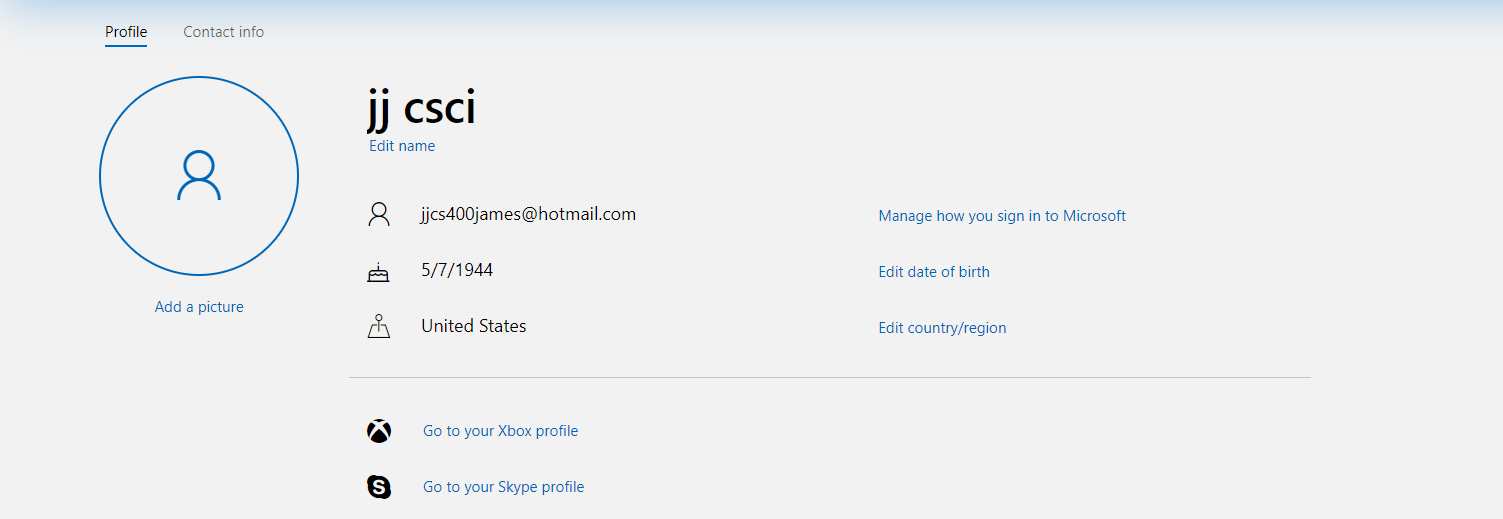 Profile Contact info
jj csci
Edit name
jjcs400james@hotmail.com Manage how you sign in to Microsoft
5/7/1944 Edit date of birth
Add a picture
United States Edit country/region
Go to your Xbox profile
Go to your Skype profile